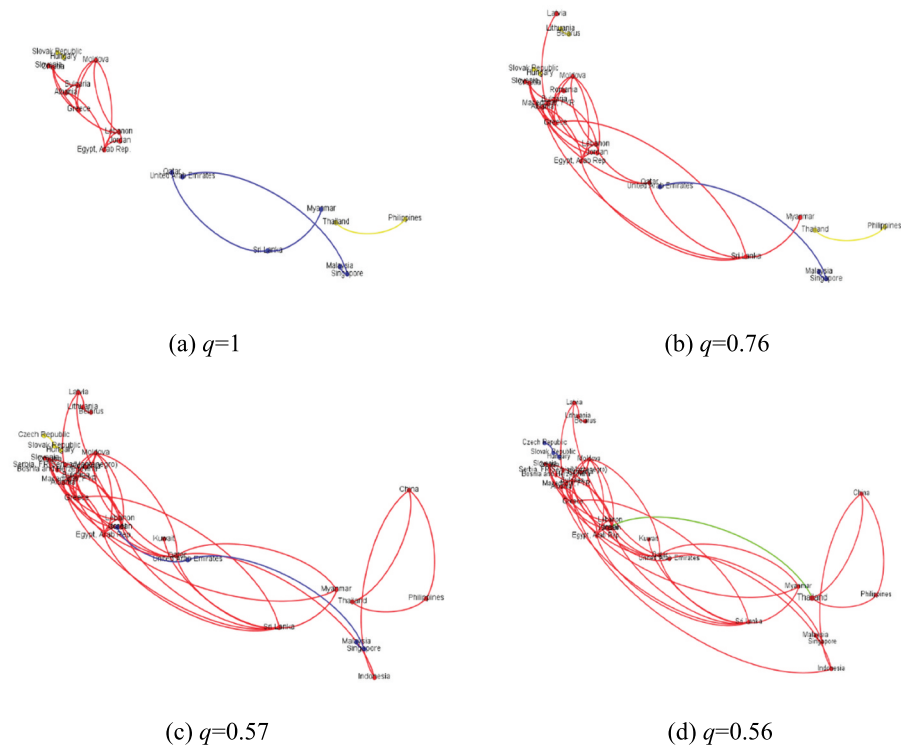 Slovak Republic
Hungary
Moldova
Bulgaria
Greece
Lebanon
Jordan
Egypt, Arab Rep.
Qatar
United Arab Emirates
Myanmar
Thailand
Philippines
Sri Lanka
Malaysia
Singapore
(a) q=1
Latvia
Lithuania
Belarus
Slovak Republic
Hungary
Moldova
Romania
Bulgaria
Greece
Lebanon
Jordan
Egypt, Arab Rep.
Qatar
United Arab Emirates
Myanmar
Thailand
Philippines
Sri Lanka
Malaysia
Singapore
(b) q=0.76
Latvia
Lithuania
Belarus
Czech Republic
Slovak Republic
Hungary
Moldova
Greece
Lebanon
Egypt, Arab Rep.
Kuwait
United Arab Emirates
China
Myanmar
Thailand
Philippines
Sri Lanka
Malaysia
Singapore
Indonesia
(c) q=0.57
Latvia
Lithuania
Belarus
Czech Republic
Slovak Republic
Hungary
Moldova
Greece
Lebanon
Egypt, Arab Rep.
Kuwait
United Arab Emirates
China
Myanmar
Thailand
Philippines
Sri Lanka
Malaysia
Singapore
Indonesia
(d) q=0.56